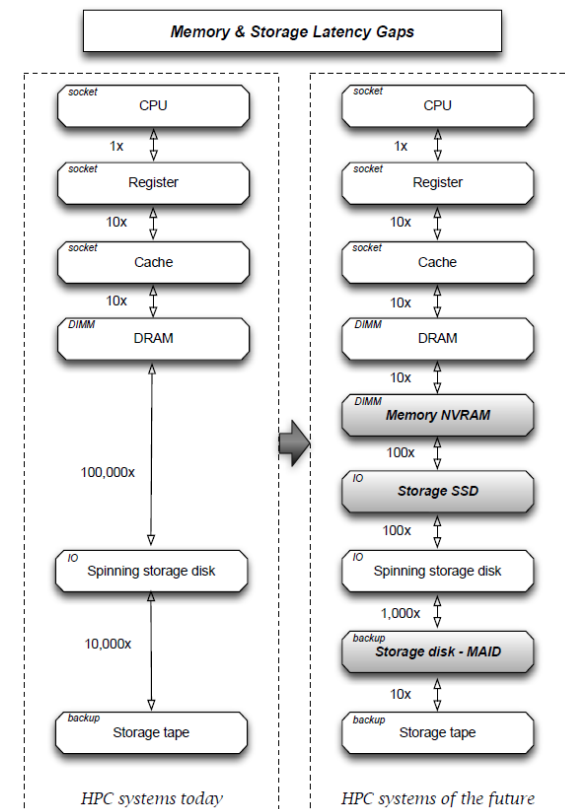 Memory & Storage Latency Gaps
socket
CPU
1x
socket
Register
10x
socket
Cache
10x
DIMM
DRAM
100,000x
IO
Spinning storage disk
10,000x
backup
Storage tape
HPC systems today
socket
CPU
1x
socket
Register
10x
socket
Cache
10x
DIMM
DRAM
10x
DIMM
Memory NVRAM
100x
IO
Storage SSD
100x
IO
Spinning storage disk
1,000x
backup
Storage disk - MAID
10x
backup
Storage tape
HPC systems of the future